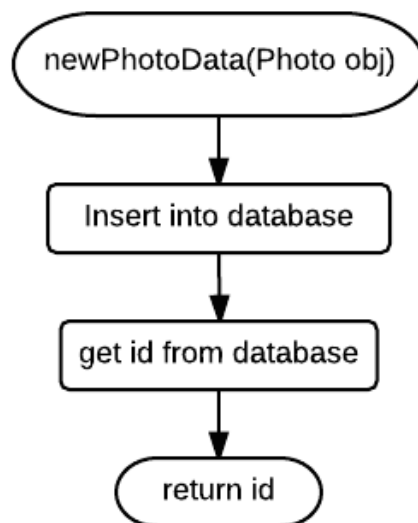 newPhotoData(Photo obj)
Insert into database
get id from database
return id